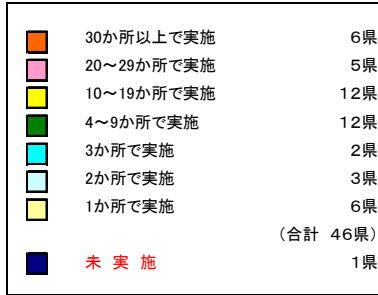 30か所以上で実施 6県
20～29か所で実施 5県
10～19か所で実施 12県
4～9か所で実施 12県
3か所で実施 2県
2か所で実施 3県
1か所で実施 6県
（合計 46県）
未 実 施 1県